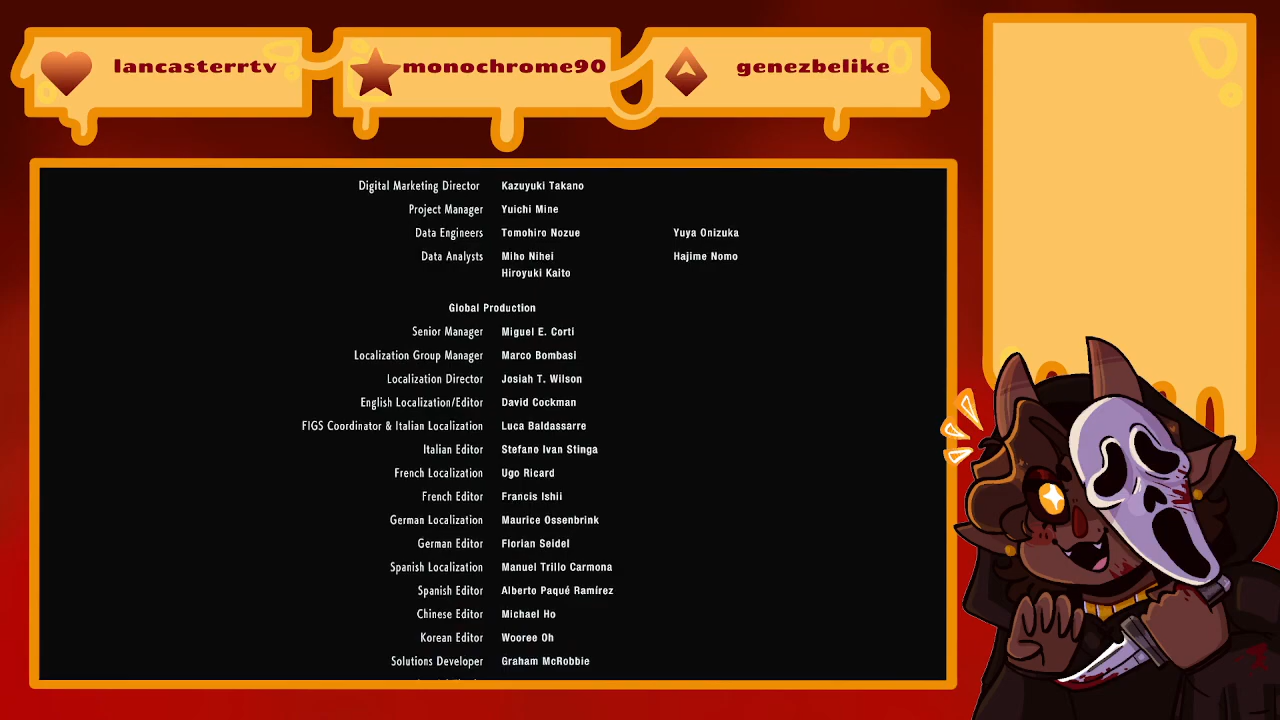 lancasterrtv monochrome90 genezbelike
Digital Marketing Director Kazuyuki Takano
Project Manager Yuichi Mine
Data Engineers Tomohiro Nozue Yuya Onizuka
Data Analysts Miho Nihei Hajime Nomo
Hiroyuki Kaito
Global Production
Senior Manager Miguel E. Corti
Localization Group Manager Marco Bombasi
Localization Director Josiah T. Wilson
English Localization/Editor David Cockman
FIGS Coordinator & Italian Localization Luca Baldassarre
Italian Editor Stefano Ivan Stinga
French Localization Ugo Ricard
French Editor Francis Ishii
German Localization Maurice Ossenbrink
German Editor Florian Seidel
Spanish Localization Manuel Trillo Carmona
Spanish Editor Alberto Paqué Ramírez
Chinese Editor Michael Ho
Korean Editor Wooree Oh
Solutions Developer Graham McRobbie